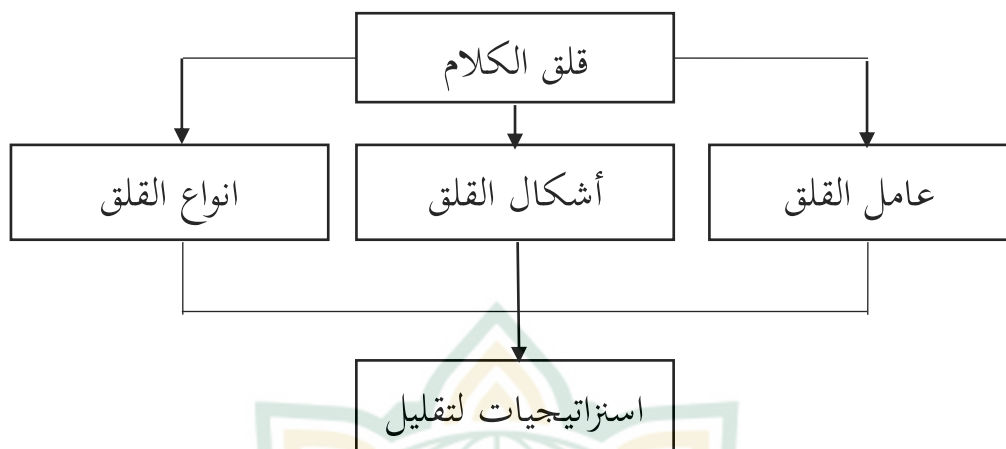 قلق الكلام
عامل القلق
أشكال القلق
انواع القلق
استراتيجيات لتقليل